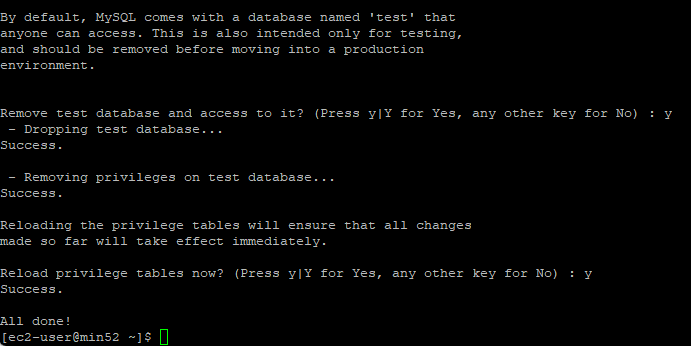 By default, MySQL comes with a database named 'test' that
anyone can access. This is also intended only for testing,
and should be removed before moving into a production
environment.
Remove test database and access to it? (Press y|Y for Yes, any other key for No) : y
 - Dropping test database...
Success.
 - Removing privileges on test database...
Success.
Reloading the privilege tables will ensure that all changes
made so far will take effect immediately.
Reload privilege tables now? (Press y|Y for Yes, any other key for No) : y
Success.
All done!
[ec2-user@min52 ~]$